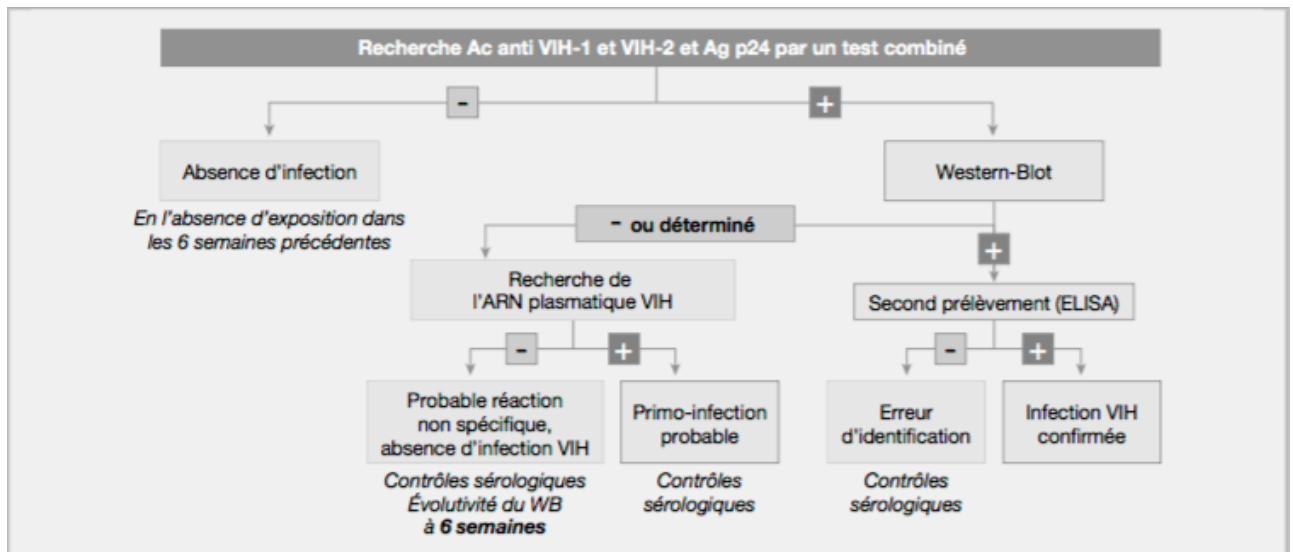 Recherche Ac anti VIH-1 et VIH-2 et Ag p24 par un test combiné
-
+
Absence d'infection
Western-Blot
En l'absence d'exposition dans
les 6 semaines précédentes
- ou déterminé
+
Recherche de
l'ARN plasmatique VIH
Second prélèvement (ELISA)
-
+
-
+
Probable réaction
non spécifique,
absence d'infection VIH
Primo-infection
probable
Erreur
d'identification
Infection VIH
confirmée
Contrôles sérologiques
Évolutivité du WB
à 6 semaines
Contrôles
sérologiques
Contrôles
sérologiques